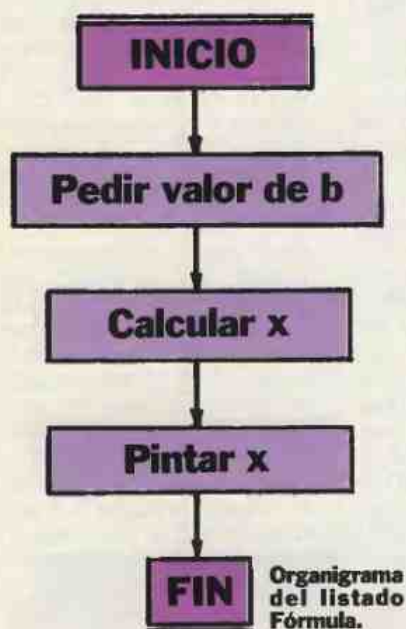 INICIO
Pedir valor de b
Calcular x
Pintar x
FIN
Organigrama
del listado
Fórmula.